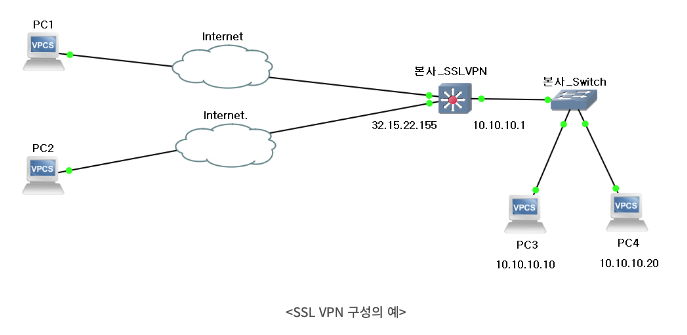 PC1
VPCS
Internet
본사_SSLVPN
본사_Switch
Internet.
32.15.22.155
10.10.10.1
PC2
VPCS
VPCS
VPCS
PC3
PC4
10.10.10.10
10.10.10.20
<SSL VPN 구성의 예>